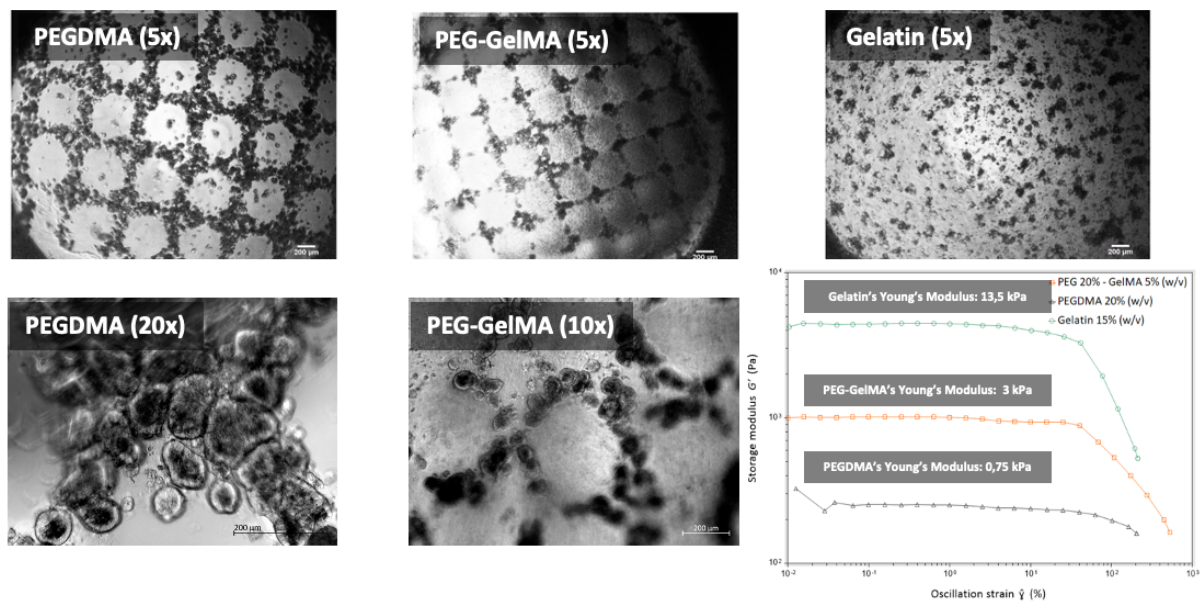 PEGDMA (5x)
PEG-GelMA (5x)
Gelatin (5x)
200 µm
200 µm
200 µm
PEGDMA (20x)
PEG-GelMA (10x)
200 µm
200 µm
10⁴
10³
10²
Storage modulus G′ (Pa)
PEG 20% - GelMA 5% (w/v)
PEGDMA 20% (w/v)
Gelatin 15% (w/v)
Gelatin’s Young’s Modulus: 13,5 kPa
PEG-GelMA’s Young’s Modulus: 3 kPa
PEGDMA’s Young’s Modulus: 0,75 kPa
10⁻² 10⁻¹ 10⁰ 10¹ 10² 10³
Oscillation strain γ̂ (%)